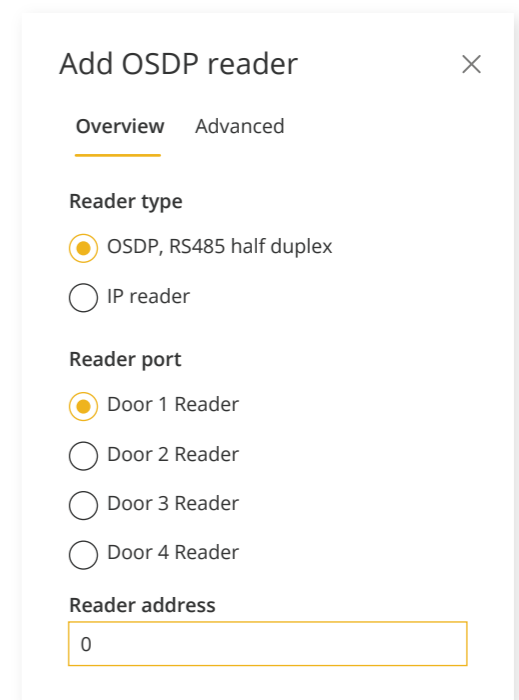 Add OSDP reader
Overview Advanced
Reader type
OSDP, RS485 half duplex
IP reader
Reader port
Door 1 Reader
Door 2 Reader
Door 3 Reader
Door 4 Reader
Reader address
0